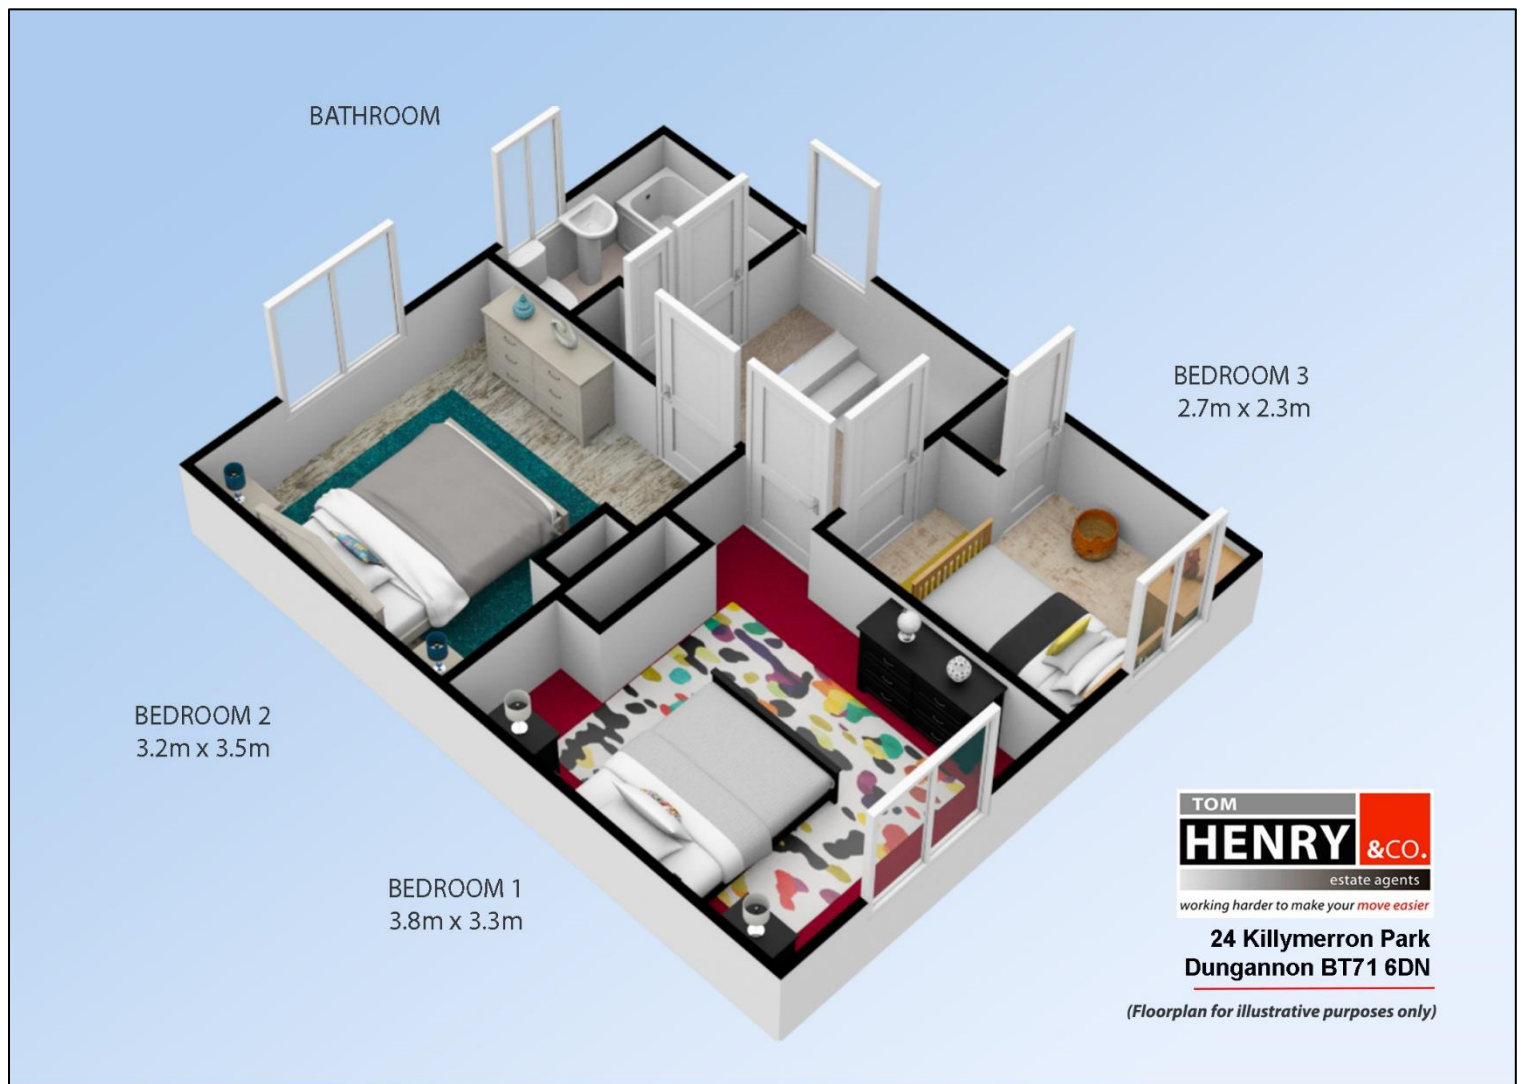 BATHROOM
BEDROOM 3
2.7m x 2.3m
BEDROOM 2
3.2m x 3.5m
BEDROOM 1
3.8m x 3.3m
TOM
HENRY &CO.
estate agents
working harder to make your move easier
24 Killymerron Park
Dungannon BT71 6DN
(Floorplan for illustrative purposes only)